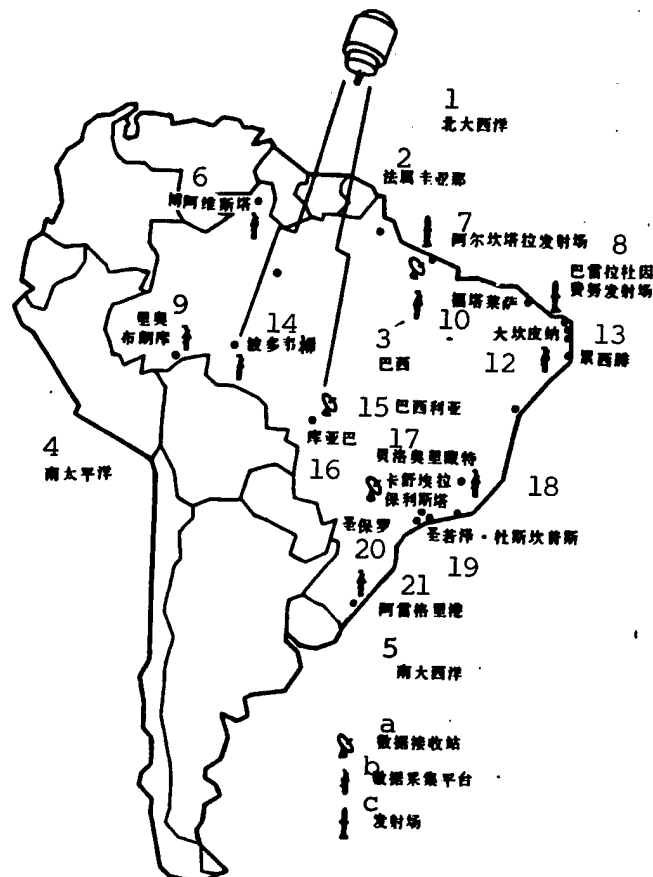 1
北大西洋
2
法属圭亚那
6
博阿维斯塔
7
阿尔坎塔拉发射场
8
巴雷拉杜因
费努发射场
9
里奥
布朗库
14
波多韦柳
10
福塔莱萨
3
巴西
大坎皮纳
13
12
累西腓
15 巴西利亚
库亚巴
17
16
贝洛奥里藏特
4
南太平洋
卡舒埃拉
保利斯塔
18
圣保罗
圣若泽·杜斯坎普斯
20
19
21
阿雷格里港
5
南大西洋
a
数据接收站
b
数据采集平台
c
发射场